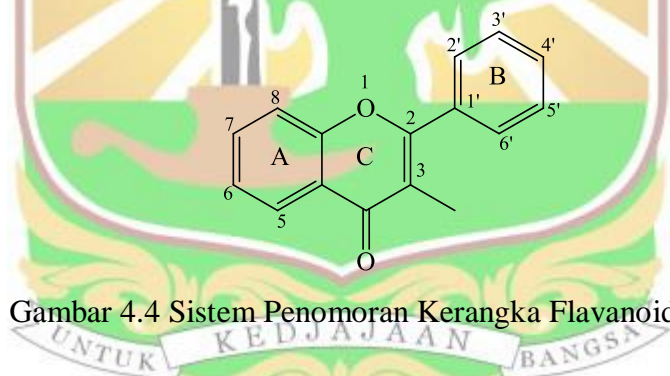 3'
2' 4'
B
1 1' 5'
8 O 2 6'
7 A C
6 3
5
O
Gambar 4.4 Sistem Penomoran Kerangka Flavanoid
UNTUK KEDJAJAAN BANGSA